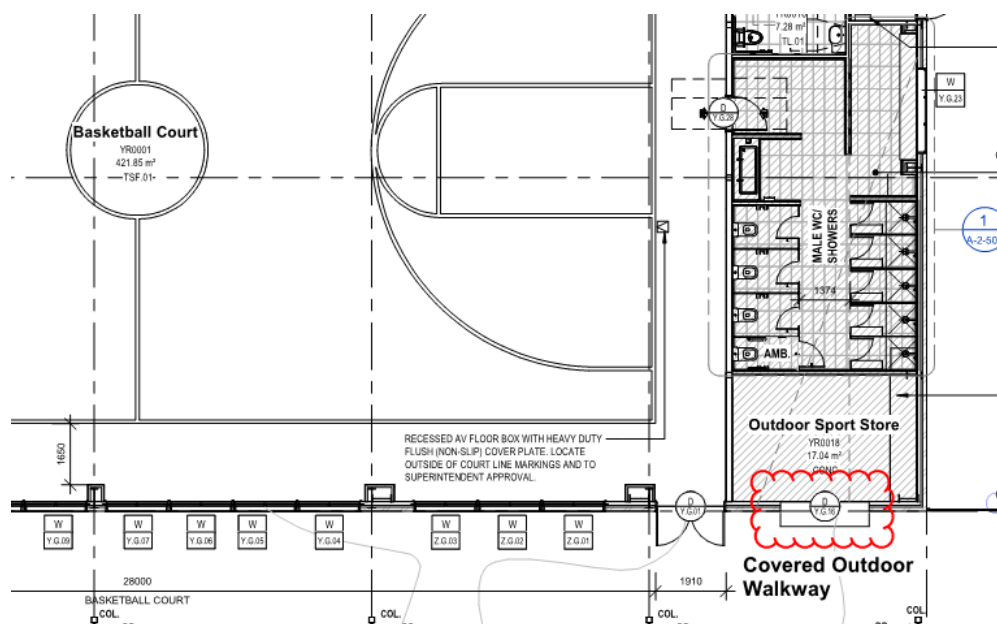 7.28 m²
TL.01
W
Y.G.23
D
Y.G.28
Basketball Court
YR0001
421.85 m²
TSF.01
MALE WC/
SHOWERS
1
A-2-50
1374
AMB.
Outdoor Sport Store
YR0018
17.04 m²
CONC
RECESSED AV FLOOR BOX WITH HEAVY DUTY
FLUSH (NON-SLIP) COVER PLATE. LOCATE
OUTSIDE OF COURT LINE MARKINGS AND TO
SUPERINTENDENT APPROVAL.
1650
D
Y.G.01
D
Y.G.16
W
Y.G.09
W
Y.G.07
W
Y.G.06
W
Y.G.05
W
Y.G.04
W
Z.G.03
W
Z.G.02
W
Z.G.01
Covered Outdoor
Walkway
28000
1910
BASKETBALL COURT
COL.
COL.
COL.
COL.